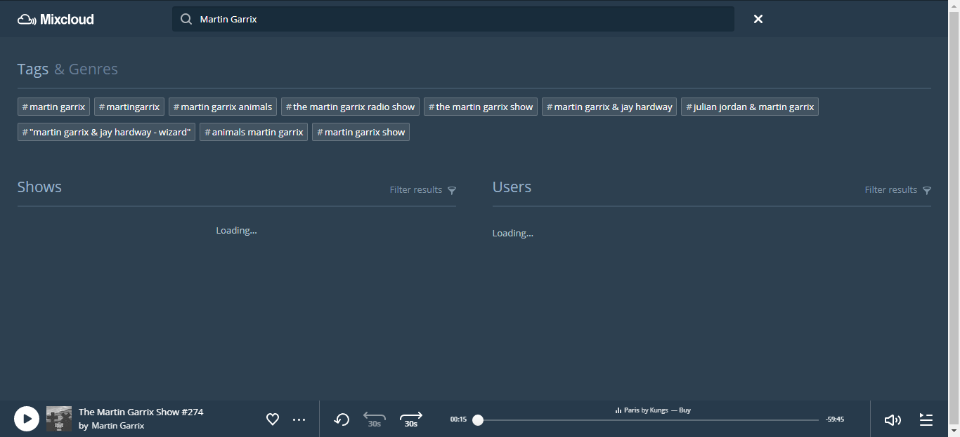 Mixcloud
Martin Garrix
Tags & Genres
#martin garrix #martingarrix #martin garrix animals #the martin garrix radio show #the martin garrix show #martin garrix & jay hardway #julian jordan & martin garrix
#"martin garrix & jay hardway - wizard" #animals martin garrix #martin garrix show
Shows Filter results
Users Filter results
Loading...
Loading...
The Martin Garrix Show #274
by Martin Garrix
30s 30s
00:15
Paris by Kungs — Buy
-59:45